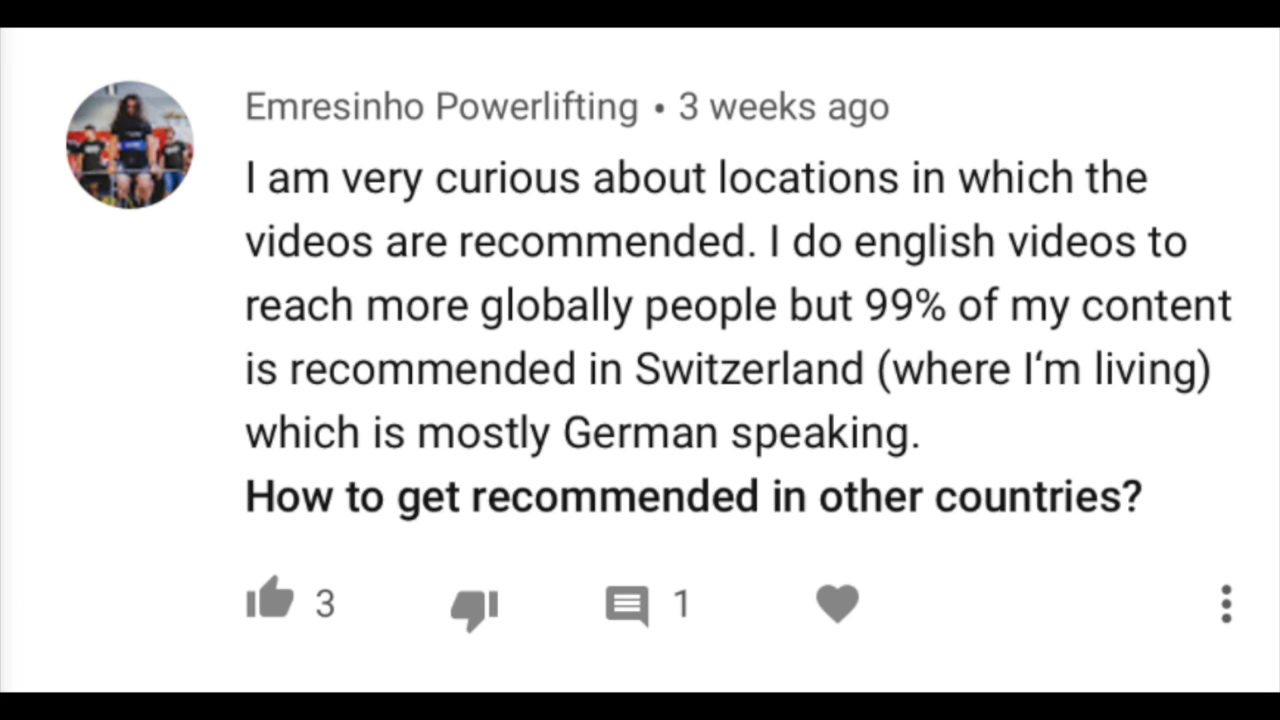 Emresinho Powerlifting • 3 weeks ago
I am very curious about locations in which the
videos are recommended. I do english videos to
reach more globally people but 99% of my content
is recommended in Switzerland (where I‘m living)
which is mostly German speaking.
How to get recommended in other countries?
3 1